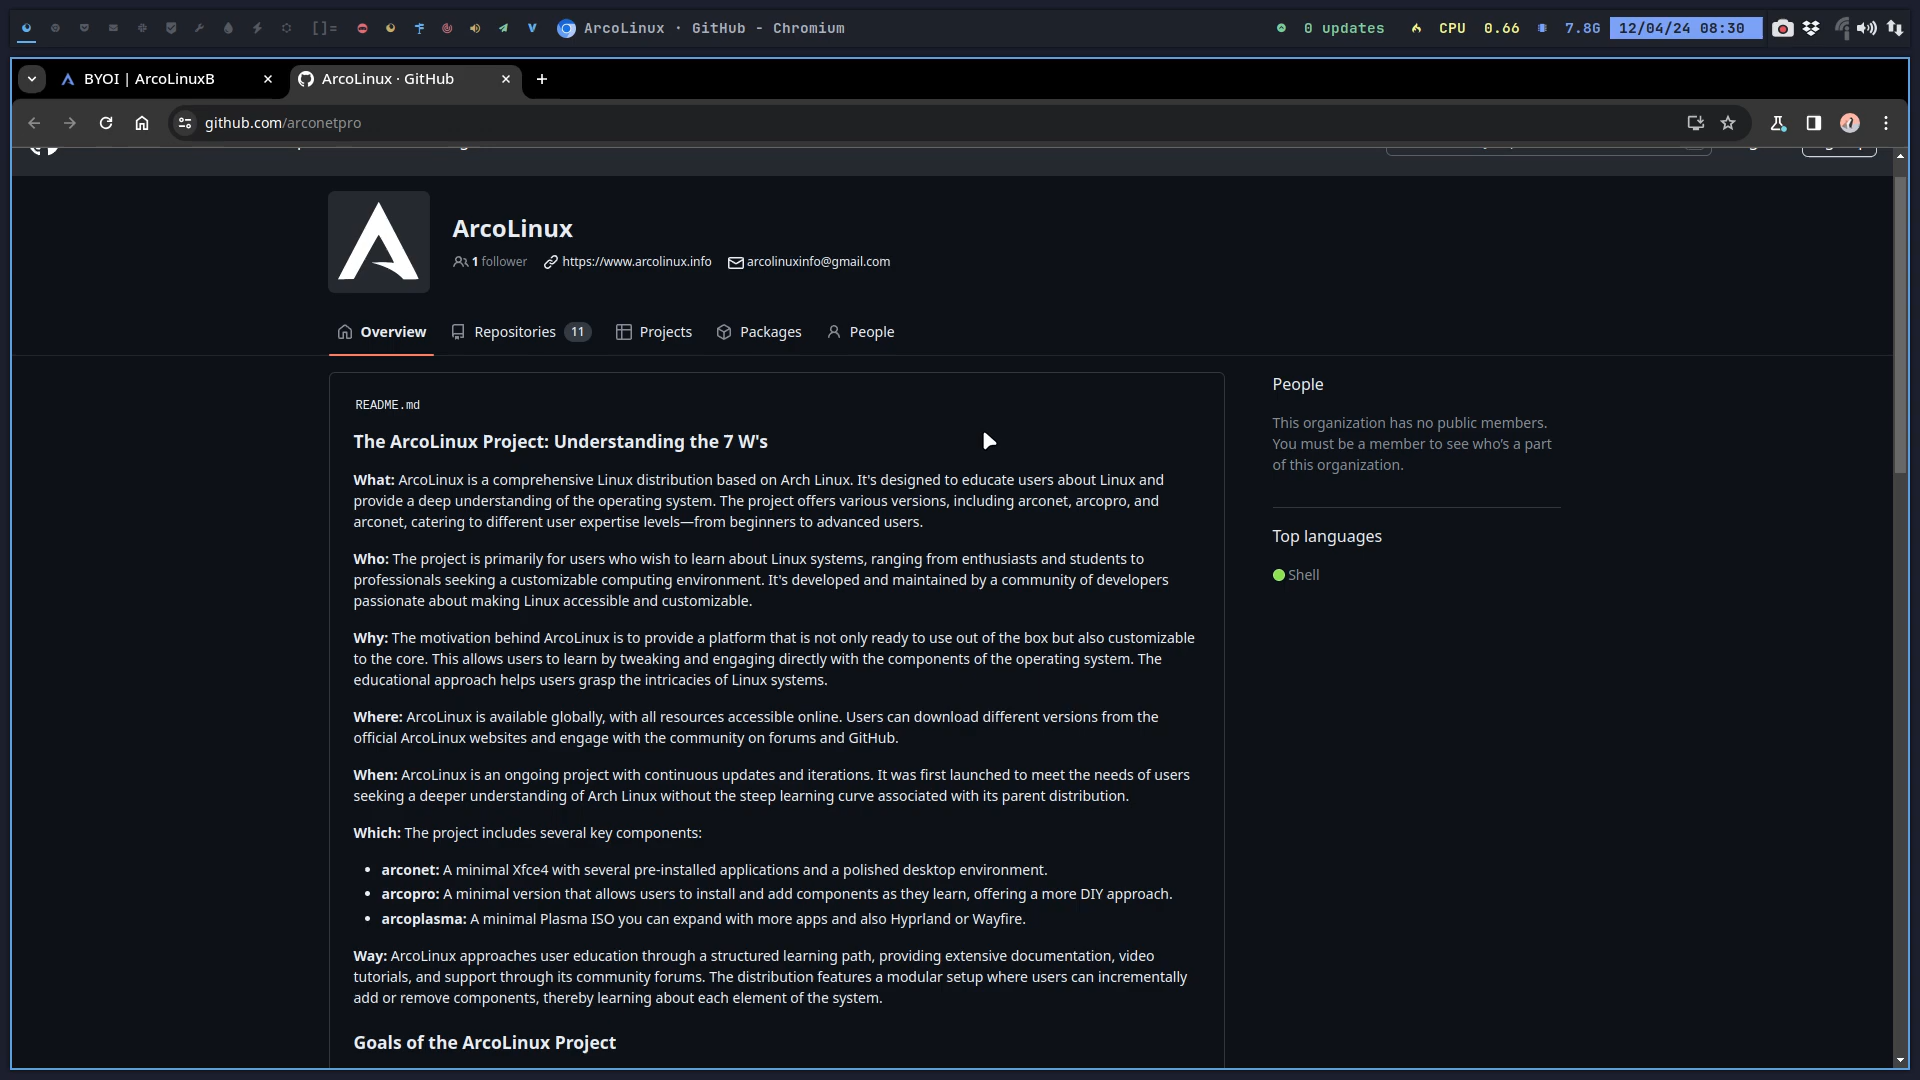 []= ArcoLinux · GitHub - Chromium 0 updates CPU 0.66 7.8G 12/04/24 08:30
BYOI | ArcoLinuxB ArcoLinux · GitHub
github.com/arconetpro
ArcoLinux
1 follower https://www.arcolinux.info arcolinuxinfo@gmail.com
Overview Repositories 11 Projects Packages People
README.md
The ArcoLinux Project: Understanding the 7 W's
What: ArcoLinux is a comprehensive Linux distribution based on Arch Linux. It's designed to educate users about Linux and
provide a deep understanding of the operating system. The project offers various versions, including arconet, arcopro, and
arconet, catering to different user expertise levels—from beginners to advanced users.
Who: The project is primarily for users who wish to learn about Linux systems, ranging from enthusiasts and students to
professionals seeking a customizable computing environment. It's developed and maintained by a community of developers
passionate about making Linux accessible and customizable.
Why: The motivation behind ArcoLinux is to provide a platform that is not only ready to use out of the box but also customizable
to the core. This allows users to learn by tweaking and engaging directly with the components of the operating system. The
educational approach helps users grasp the intricacies of Linux systems.
Where: ArcoLinux is available globally, with all resources accessible online. Users can download different versions from the
official ArcoLinux websites and engage with the community on forums and GitHub.
When: ArcoLinux is an ongoing project with continuous updates and iterations. It was first launched to meet the needs of users
seeking a deeper understanding of Arch Linux without the steep learning curve associated with its parent distribution.
Which: The project includes several key components:
• arconet: A minimal Xfce4 with several pre-installed applications and a polished desktop environment.
• arcopro: A minimal version that allows users to install and add components as they learn, offering a more DIY approach.
• arcoplasma: A minimal Plasma ISO you can expand with more apps and also Hyprland or Wayfire.
Way: ArcoLinux approaches user education through a structured learning path, providing extensive documentation, video
tutorials, and support through its community forums. The distribution features a modular setup where users can incrementally
add or remove components, thereby learning about each element of the system.
Goals of the ArcoLinux Project
People
This organization has no public members.
You must be a member to see who's a part
of this organization.
Top languages
Shell